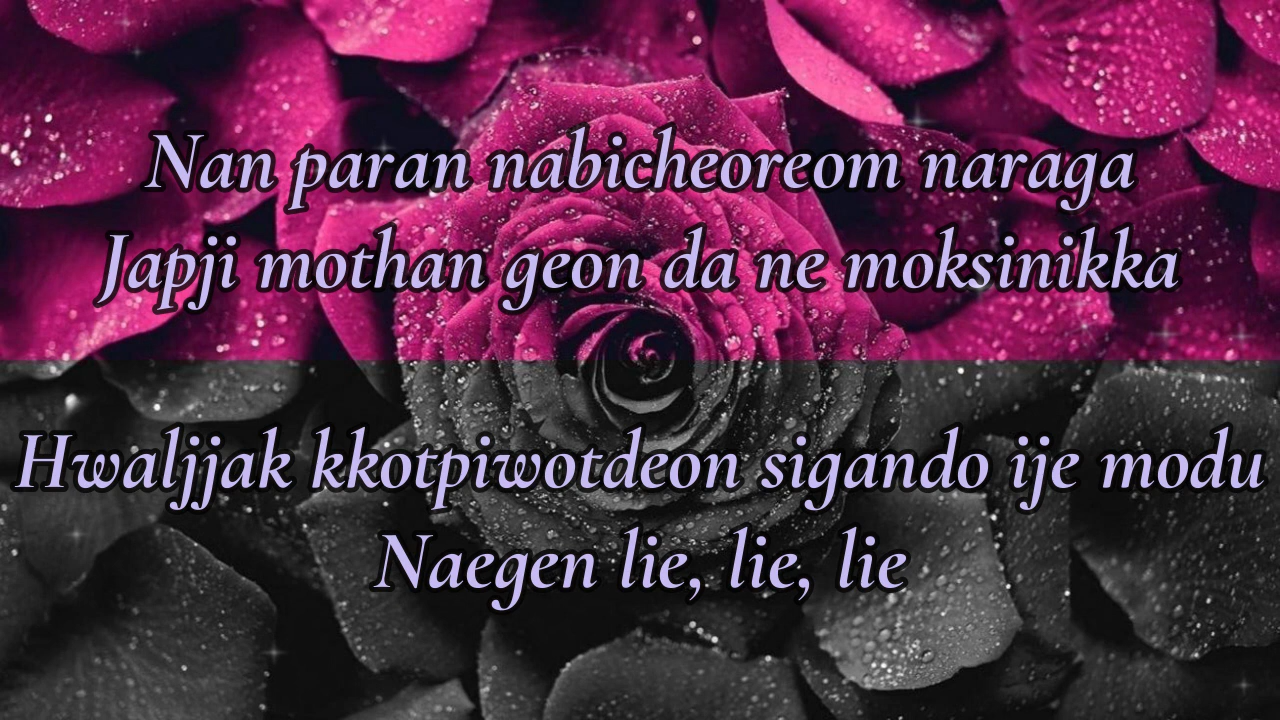 Nan paran nabicheoreom naraga
Japji mothan geon da ne moksinikka
Hwaljjak kkotpiwotdeon sigando ije modu
Naegen lie, lie, lie